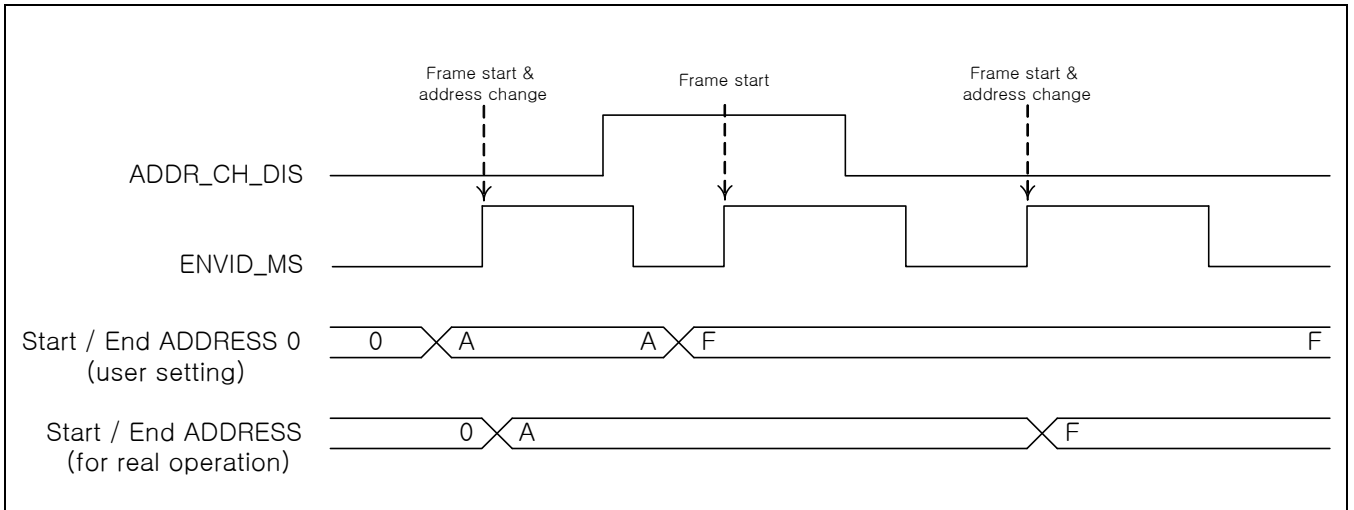 Frame start &
address change
Frame start
Frame start &
address change
ADDR_CH_DIS
ENVID_MS
Start / End ADDRESS 0
(user setting)
0 A A F F
Start / End ADDRESS
(for real operation)
0 A F